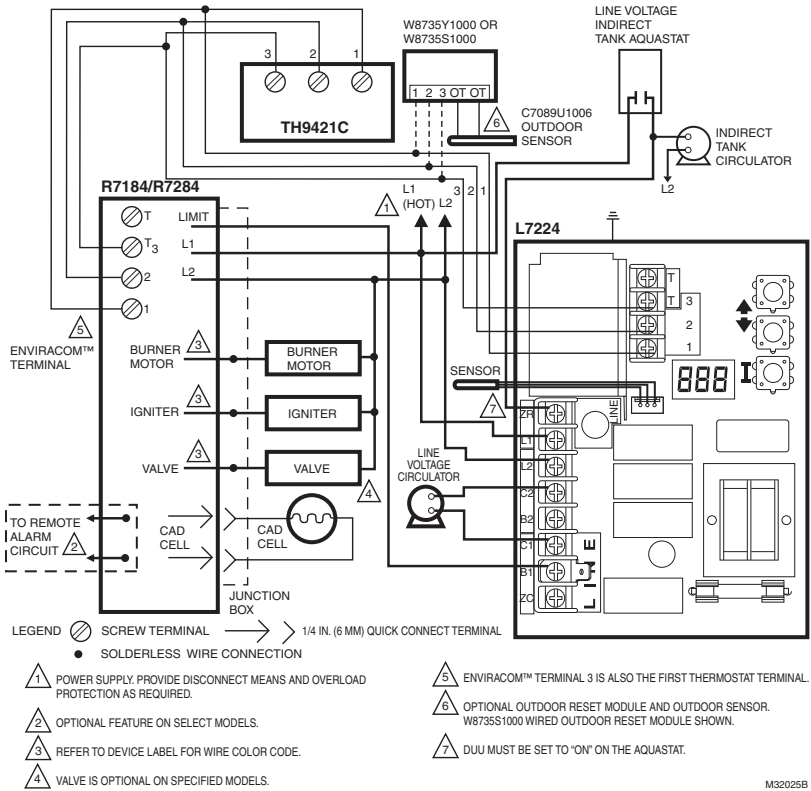 LINE VOLTAGE
INDIRECT
TANK AQUASTAT
W8735Y1000 OR
W8735S1000
3 2 1
TH9421C
1 2 3 OT OT
6
C7089U1006
OUTDOOR
SENSOR
INDIRECT
TANK
CIRCULATOR
L2
R7184/R7284
1
L1
(HOT)
L2
3 2 1
L7224
T
LIMIT
T3
L1
2
L2
1
5
ENVIRACOM™
TERMINAL
T
T 3
2
1
BURNER
MOTOR
3
BURNER
MOTOR
IGNITER
3
IGNITER
VALVE
3
VALVE
4
SENSOR
7
888
LINE
ZR
L1
L2
C2
B2
C1
B1
ZC
LINE
LINE
VOLTAGE
CIRCULATOR
TO REMOTE
ALARM
CIRCUIT
2
CAD
CELL
CAD
CELL
JUNCTION
BOX
LEGEND SCREW TERMINAL 1/4 IN. (6 MM) QUICK CONNECT TERMINAL
SOLDERLESS WIRE CONNECTION
1 POWER SUPPLY. PROVIDE DISCONNECT MEANS AND OVERLOAD
PROTECTION AS REQUIRED.
2 OPTIONAL FEATURE ON SELECT MODELS.
3 REFER TO DEVICE LABEL FOR WIRE COLOR CODE.
4 VALVE IS OPTIONAL ON SPECIFIED MODELS.
5 ENVIRACOM™ TERMINAL 3 IS ALSO THE FIRST THERMOSTAT TERMINAL.
6 OPTIONAL OUTDOOR RESET MODULE AND OUTDOOR SENSOR.
W8735S1000 WIRED OUTDOOR RESET MODULE SHOWN.
7 DUU MUST BE SET TO "ON" ON THE AQUASTAT.
M32025B